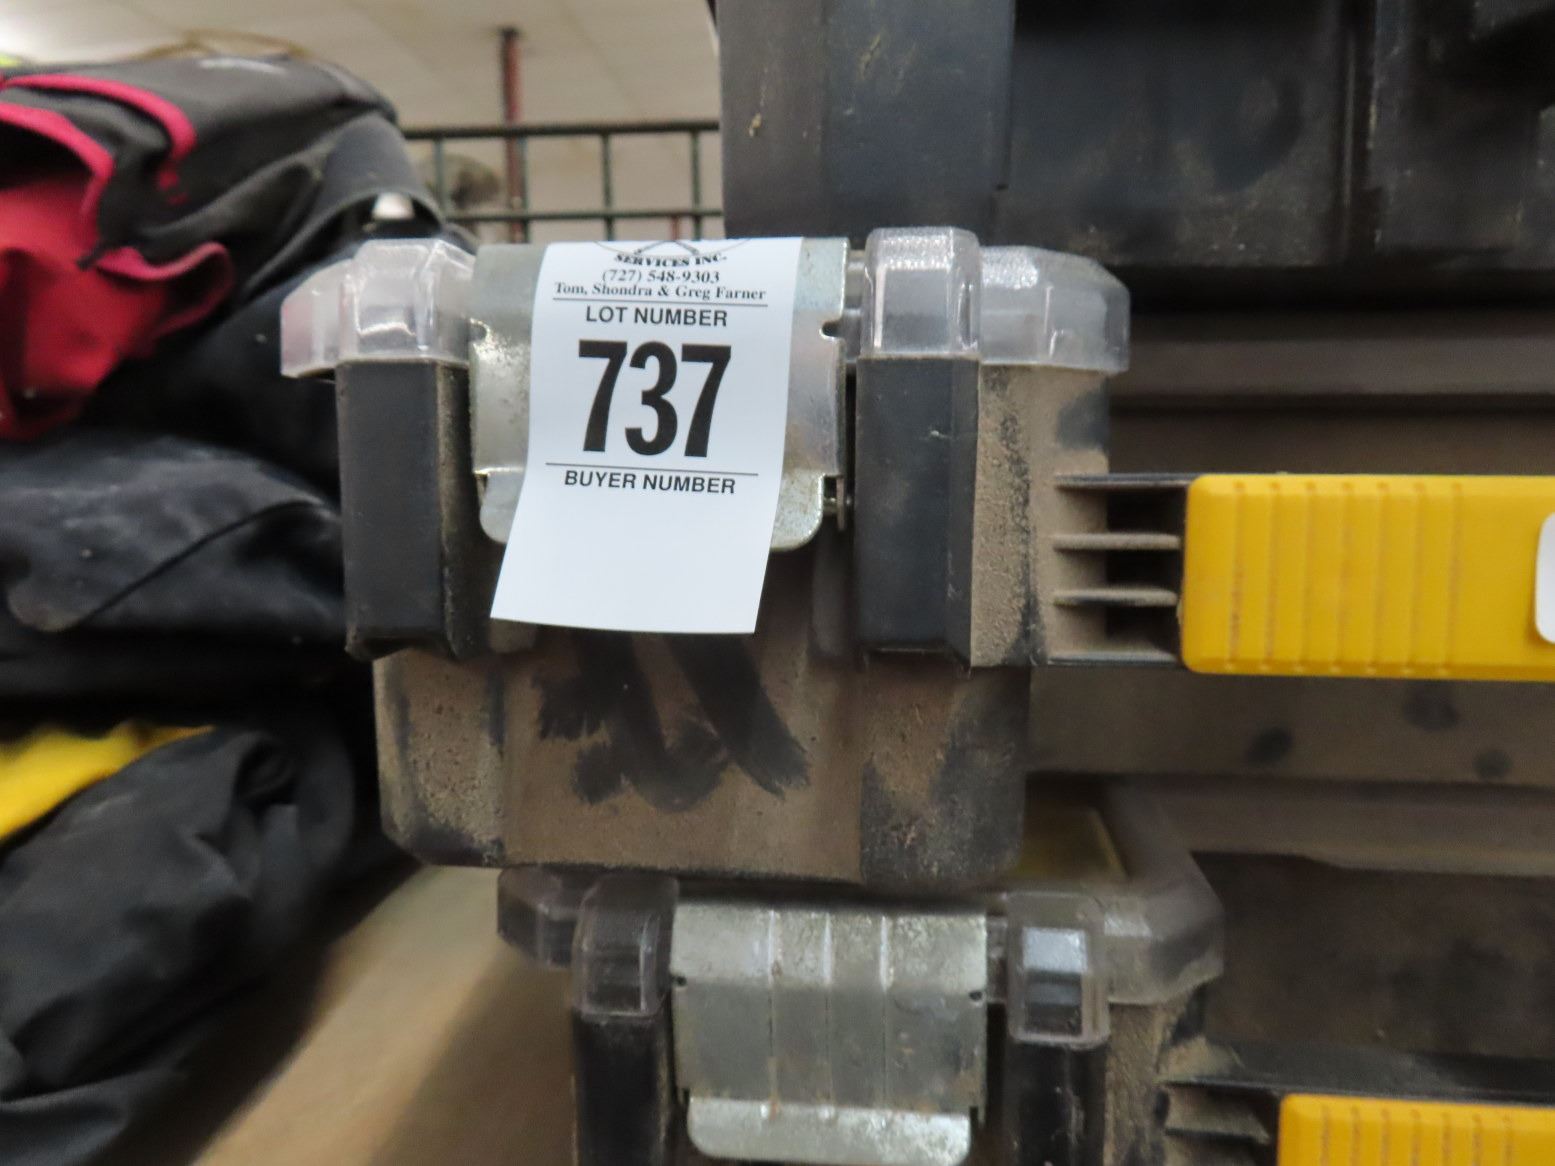 SERVICES INC.
(727) 548-9303
Tom, Shondra & Greg Farner
LOT NUMBER
737
BUYER NUMBER